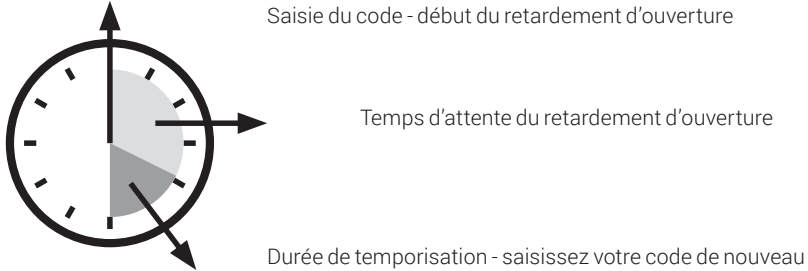 Saisie du code - début du retardement d'ouverture
Temps d'attente du retardement d'ouverture
Durée de temporisation - saisissez votre code de nouveau